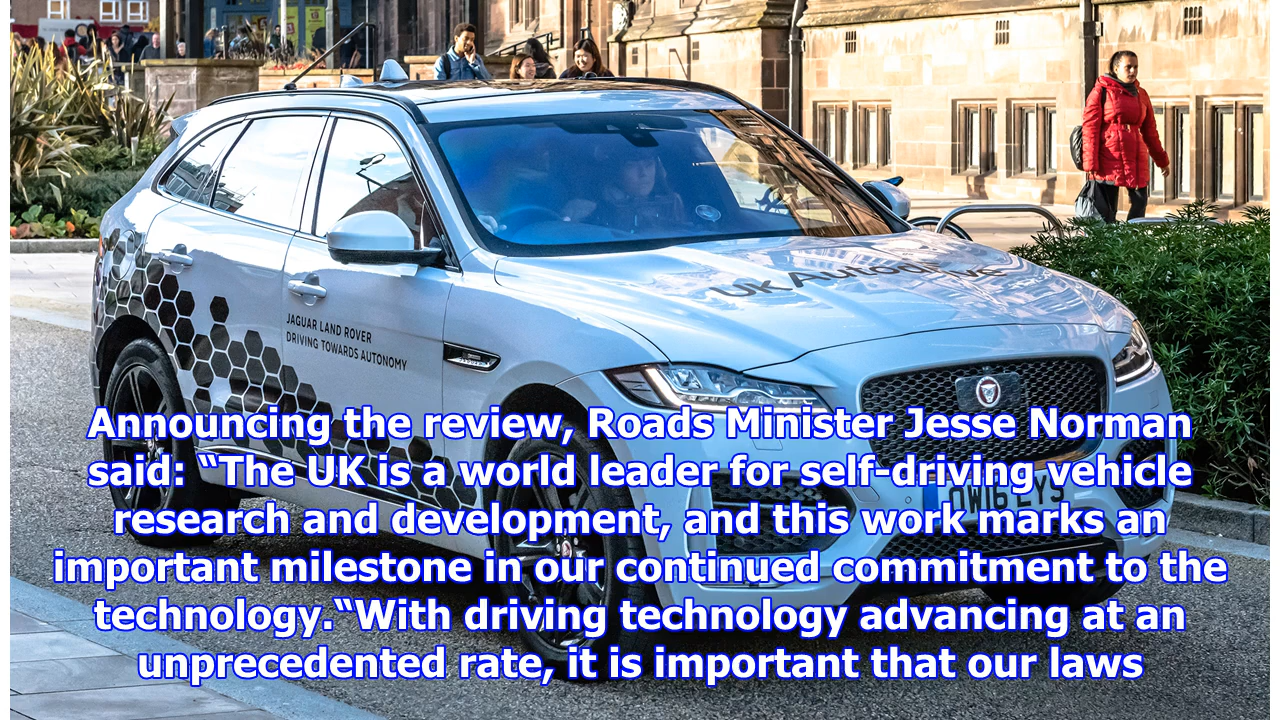 UK Autodrive
JAGUAR LAND ROVER
DRIVING TOWARDS AUTONOMY
Announcing the review, Roads Minister Jesse Norman
said: “The UK is a world leader for self-driving vehicle
research and development, and this work marks an
important milestone in our continued commitment to the
technology.“With driving technology advancing at an
unprecedented rate, it is important that our laws
OW16 EYS